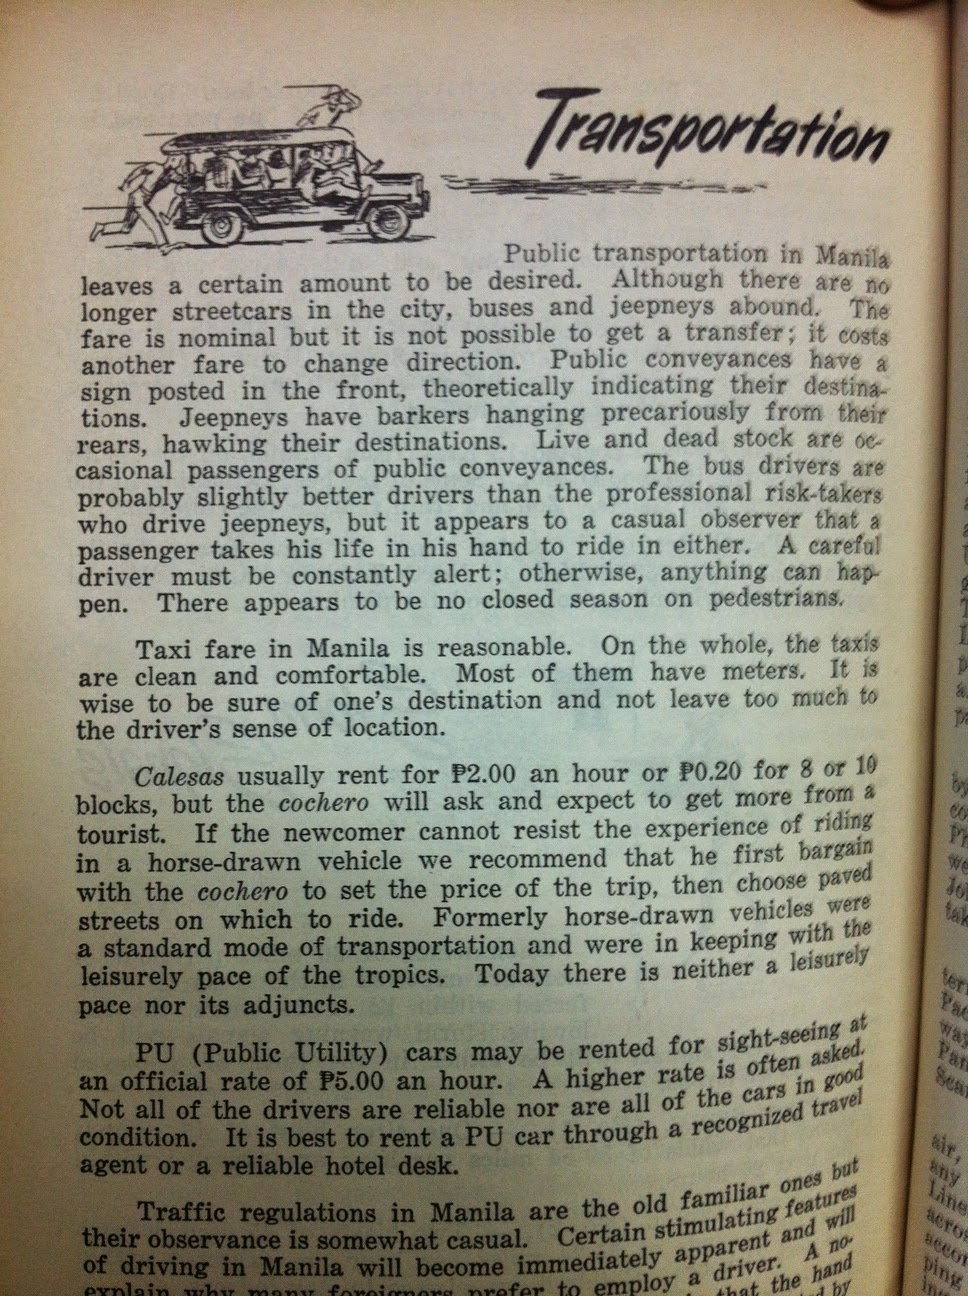 Transportation
Public transportation in Manila
leaves a certain amount to be desired. Although there are no
longer streetcars in the city, buses and jeepneys abound. The
fare is nominal but it is not possible to get a transfer; it costs
another fare to change direction. Public conveyances have a
sign posted in the front, theoretically indicating their destina-
tions. Jeepneys have barkers hanging precariously from their
rears, hawking their destinations. Live and dead stock are oc-
casional passengers of public conveyances. The bus drivers are
probably slightly better drivers than the professional risk-takers
who drive jeepneys, but it appears to a casual observer that a
passenger takes his life in his hand to ride in either. A careful
driver must be constantly alert; otherwise, anything can hap-
pen. There appears to be no closed season on pedestrians.
Taxi fare in Manila is reasonable. On the whole, the taxis
are clean and comfortable. Most of them have meters. It is
wise to be sure of one's destination and not leave too much to
the driver's sense of location.
Calesas usually rent for ₱2.00 an hour or ₱0.20 for 8 or 10
blocks, but the cochero will ask and expect to get more from a
tourist. If the newcomer cannot resist the experience of riding
in a horse-drawn vehicle we recommend that he first bargain
with the cochero to set the price of the trip, then choose paved
streets on which to ride. Formerly horse-drawn vehicles were
a standard mode of transportation and were in keeping with the
leisurely pace of the tropics. Today there is neither a leisurely
pace nor its adjuncts.
PU (Public Utility) cars may be rented for sight-seeing at
an official rate of ₱5.00 an hour. A higher rate is often asked.
Not all of the drivers are reliable nor are all of the cars in good
condition. It is best to rent a PU car through a recognized travel
agent or a reliable hotel desk.
Traffic regulations in Manila are the old familiar ones but
their observance is somewhat casual. Certain stimulating features
of driving in Manila will become immediately apparent and will
explain why many foreigners prefer to employ a driver. A no-
that the hand
by